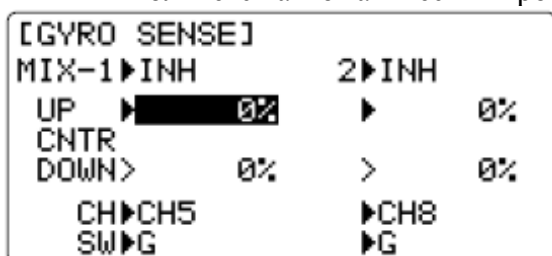 [GYRO SENSE]
MIX-1▶INH 2▶INH
UP ▶ 0% ▶ 0%
CNTR
DOWN> 0% > 0%
CH▶CH5 ▶CH8
SW▶G ▶G